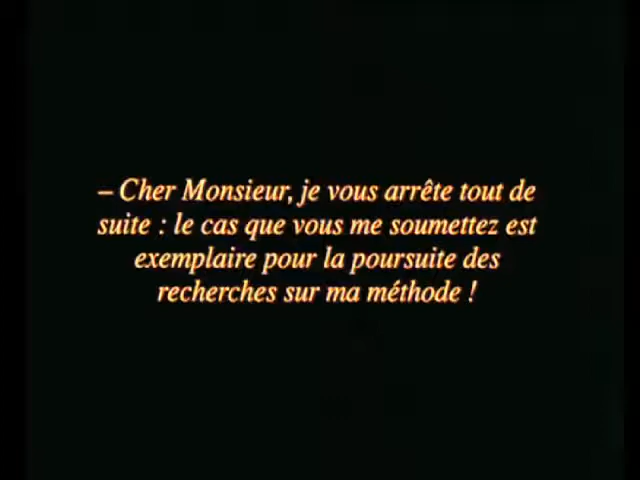 – Cher Monsieur, je vous arrête tout de
suite : le cas que vous me soumettez est
exemplaire pour la poursuite des
recherches sur ma méthode !